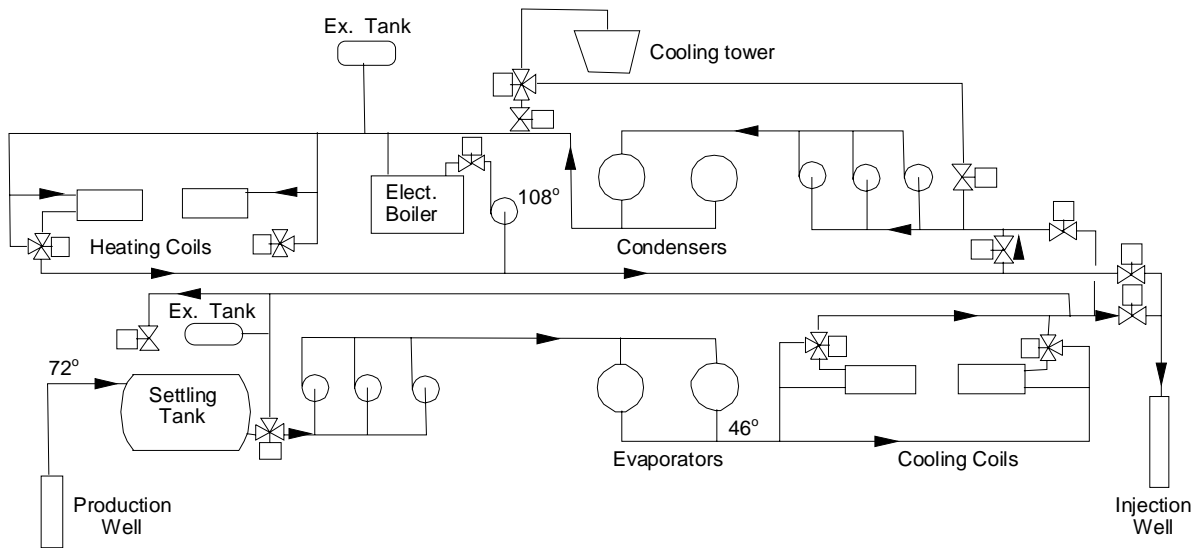 Ex. Tank
Cooling tower
Elect.
Boiler
108°
Heating Coils
Condensers
Ex. Tank
72°
Settling
Tank
46°
Evaporators
Cooling Coils
Production
Well
Injection
Well